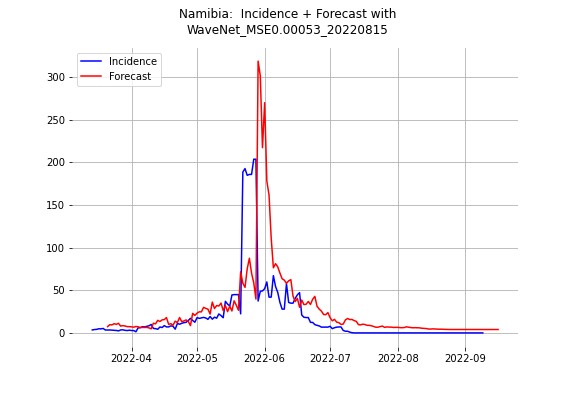 Namibia:  Incidence + Forecast with
WaveNet_MSE0.00053_20220815
Incidence
Forecast
300
250
200
150
100
50
0
2022-04 2022-05 2022-06 2022-07 2022-08 2022-09